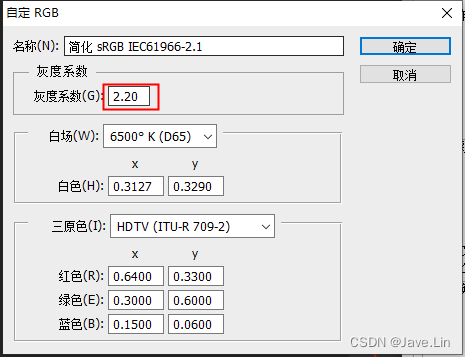 自定 RGB
名称(N): 简化 sRGB IEC61966-2.1
确定
取消
灰度系数
灰度系数(G): 2.20
白场(W): 6500° K (D65)
x y
白色(H): 0.3127 0.3290
三原色(I): HDTV (ITU-R 709-2)
x y
红色(R): 0.6400 0.3300
绿色(E): 0.3000 0.6000
蓝色(B): 0.1500 0.0600
CSDN @Jave.Lin